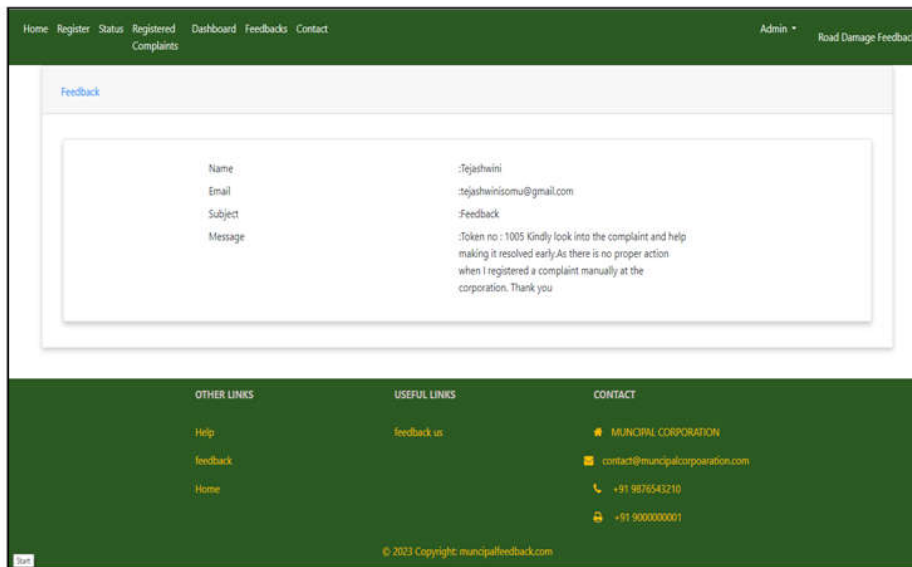 Home Register Status Registered Complaints Dashboard Feedbacks Contact Admin
Road Damage Feedbac
Feedback
Name :Tejashwini
Email :tejashwinisomu@gmail.com
Subject :Feedback
Message :Token no : 1005 Kindly look into the complaint and help
making it resolved early.As there is no proper action
when I registered a complaint manually at the
corporation. Thank you
OTHER LINKS USEFUL LINKS CONTACT
Help feedback us MUNCIPAL CORPORATION
feedback contact@muncipalcorpoaration.com
Home +91 9876543210
+91 9000000001
© 2023 Copyright: muncipalfeedback.com
Start